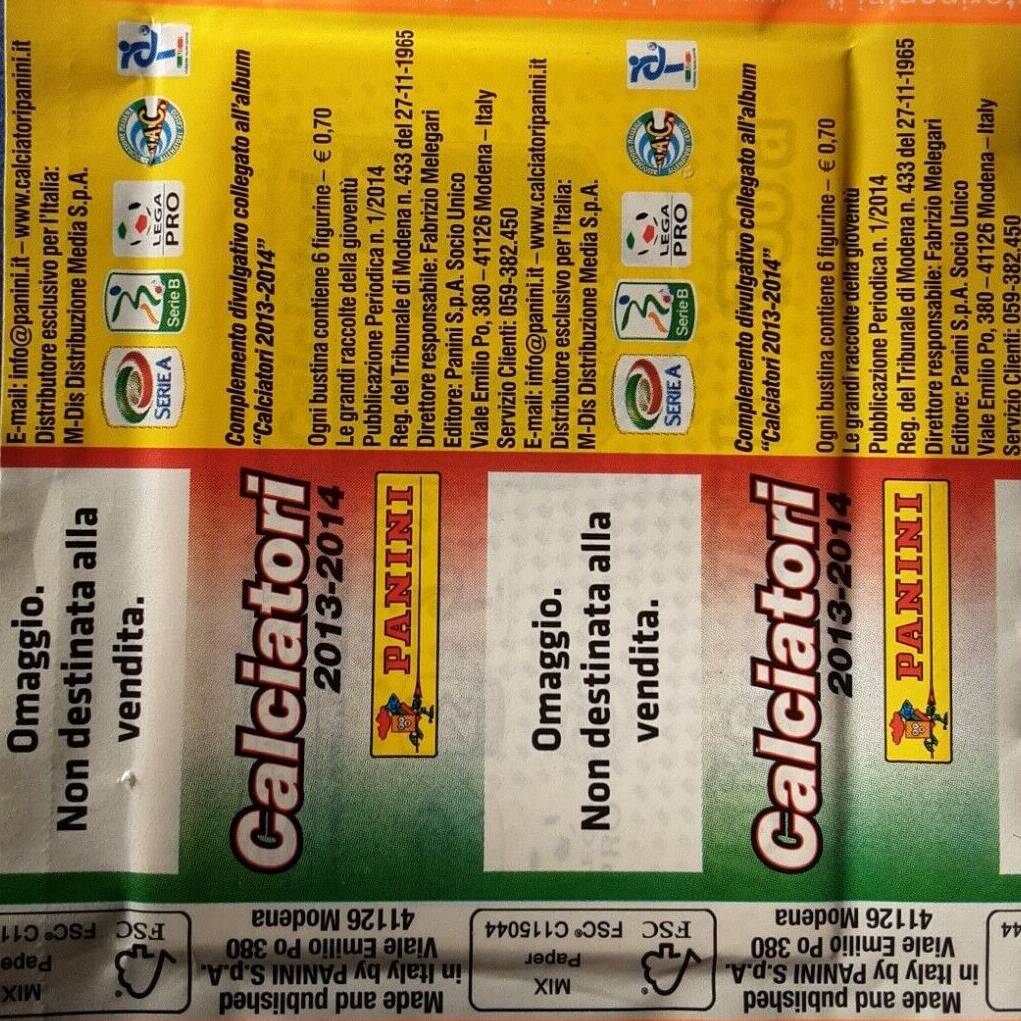 E-mail: info@panini.it – www.calciatoripanini.it
Distributore esclusivo per l'Italia:
M-Dis Distribuzione Media S.p.A.
SERIE A
Serie B
LEGA
PRO
A.I.C.
Complemento divulgativo collegato all'album
"Calciatori 2013-2014"
Ogni bustina contiene 6 figurine – € 0,70
Le grandi raccolte della gioventù
Pubblicazione Periodica n. 1/2014
Reg. del Tribunale di Modena n. 433 del 27-11-1965
Direttore responsabile: Fabrizio Melegari
Editore: Panini S.p.A. Socio Unico
Viale Emilio Po, 380 – 41126 Modena – Italy
Servizio Clienti: 059-382.450
E-mail: info@panini.it – www.calciatoripanini.it
Distributore esclusivo per l'Italia:
M-Dis Distribuzione Media S.p.A.
SERIE A
Serie B
LEGA
PRO
A.I.C.
Complemento divulgativo collegato all'album
"Calciatori 2013-2014"
Ogni bustina contiene 6 figurine – € 0,70
raccolte della
Pubblicazione Periodica n. 1/2014
Reg. del Tribunale di Modena n. 433 del 27-11-1965
Direttore responsabile: Fabrizio Melegari
Editore: Panini S.p.A. Socio Unico
Viale Emilio Po, 380 – 41126 Modena – Italy
Servizio Clienti: 059-382.450
Omaggio.
Non destinata alla
vendita.
Calciatori
2013-2014
PANINI
Omaggio.
Non destinata alla
vendita.
Calciatori
2013-2014
PANINI
Made and published
in Italy by PANINI S.p.A.
Viale Emilio Po 380
41126 Modena
MIX
Paper
FSC
FSC® C115044
Made and published
in Italy by PANINI S.p.A.
Viale Emilio Po 380
41126 Modena
MIX
Paper
FSC
FSC® C11